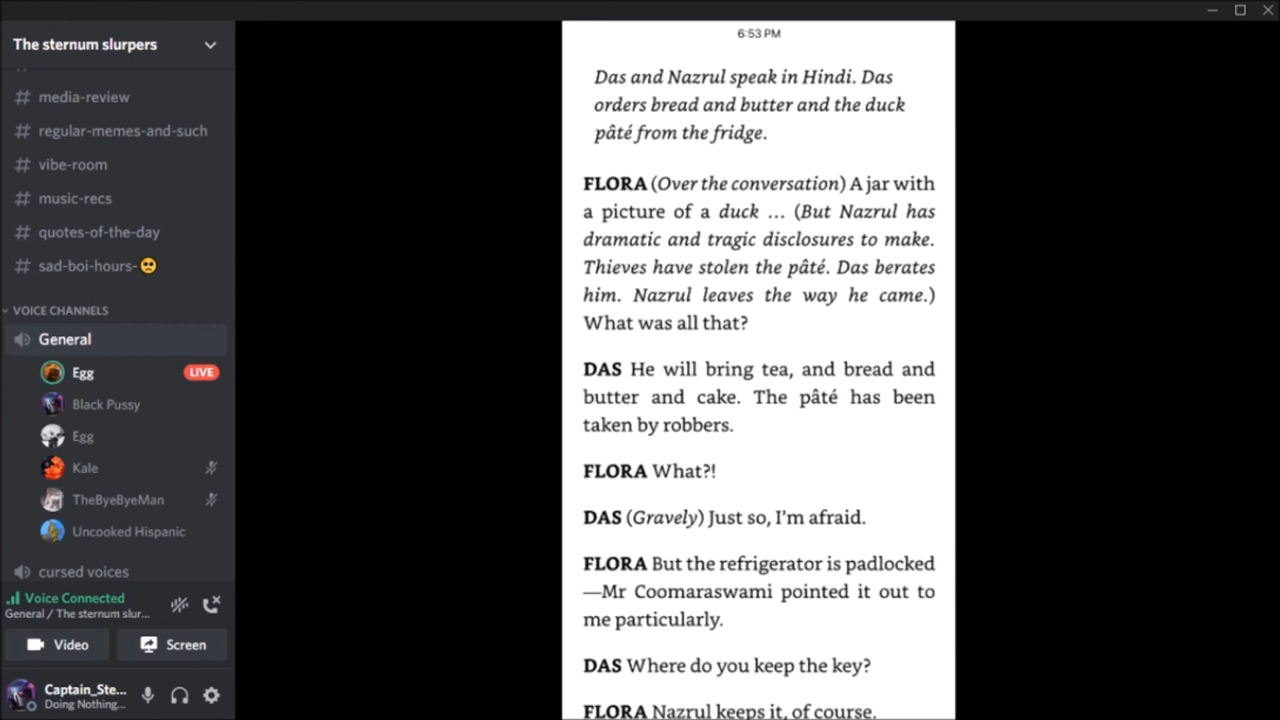 The sternum slurpers
# media-review
# regular-memes-and-such
# vibe-room
# music-recs
# quotes-of-the-day
# sad-boi-hours-🥺
VOICE CHANNELS
General
Egg LIVE
Black Pussy
Egg
Kale
TheByeByeMan
Uncooked Hispanic
cursed voices
Voice Connected
General / The sternum slur...
Video Screen
Captain_Ste...
Doing Nothing...
6:53 PM
Das and Nazrul speak in Hindi. Das
orders bread and butter and the duck
pâté from the fridge.
FLORA (Over the conversation) A jar with
a picture of a duck ... (But Nazrul has
dramatic and tragic disclosures to make.
Thieves have stolen the pâté. Das berates
him. Nazrul leaves the way he came.)
What was all that?
DAS He will bring tea, and bread and
butter and cake. The pâté has been
taken by robbers.
FLORA What?!
DAS (Gravely) Just so, I'm afraid.
FLORA But the refrigerator is padlocked
—Mr Coomaraswami pointed it out to
me particularly.
DAS Where do you keep the key?
FLORA Nazrul keeps it, of course.